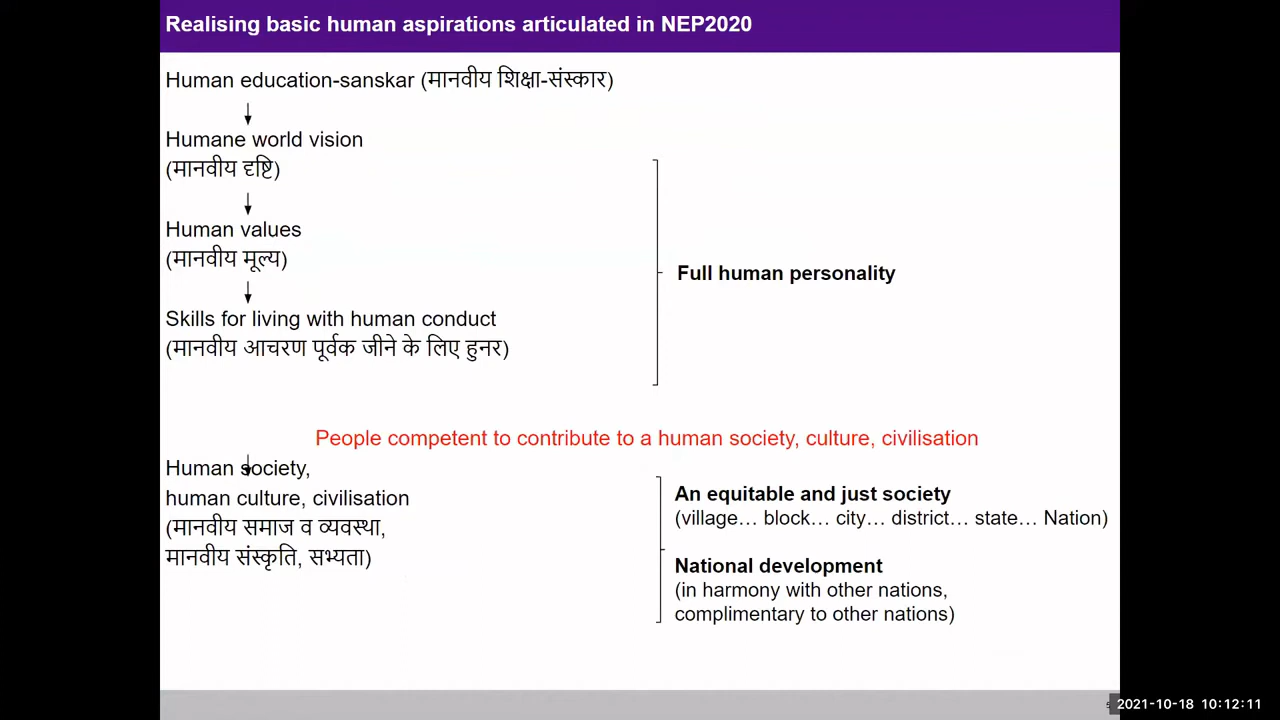 Realising basic human aspirations articulated in NEP2020
Human education-sanskar (मानवीय शिक्षा-संस्कार)
Humane world vision
(मानवीय दृष्टि)
Human values
(मानवीय मूल्य)
Skills for living with human conduct
(मानवीय आचरण पूर्वक जीने के लिए हुनर)
Full human personality
People competent to contribute to a human society, culture, civilisation
Human society,
human culture, civilisation
(मानवीय समाज व व्यवस्था,
मानवीय संस्कृति, सभ्यता)
An equitable and just society
(village… block… city… district… state… Nation)
National development
(in harmony with other nations,
complimentary to other nations)
2021-10-18 10:12:11